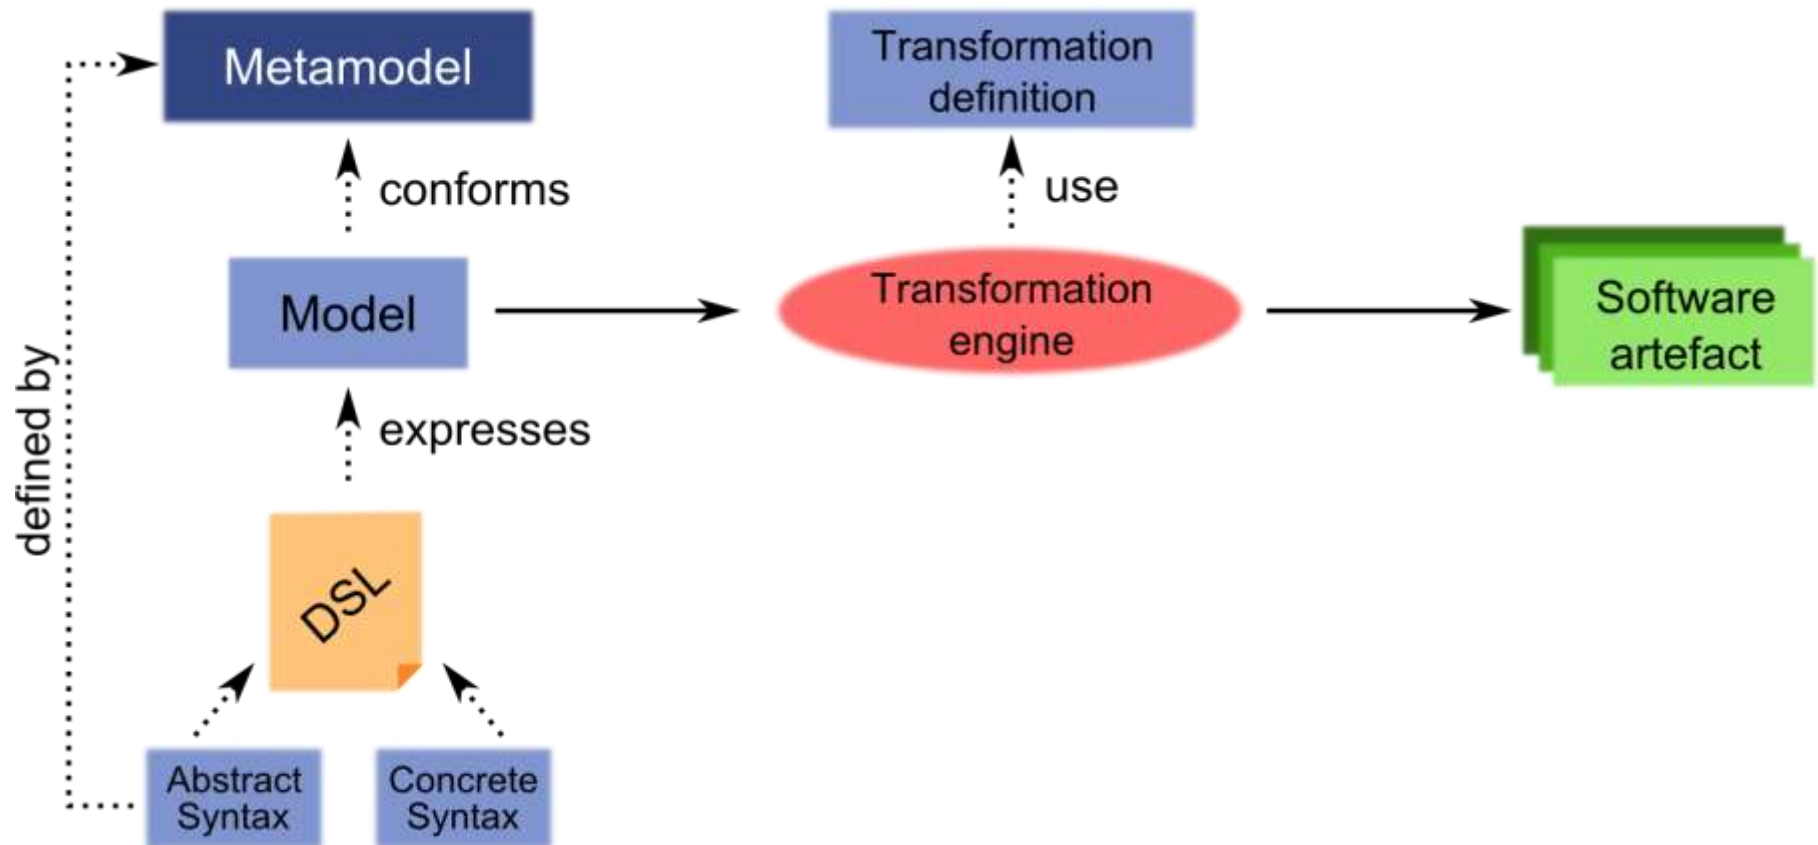 Metamodel
Transformation
definition
conforms
use
Model
Transformation
engine
Software
artefact
defined by
expresses
DSL
Abstract
Syntax
Concrete
Syntax